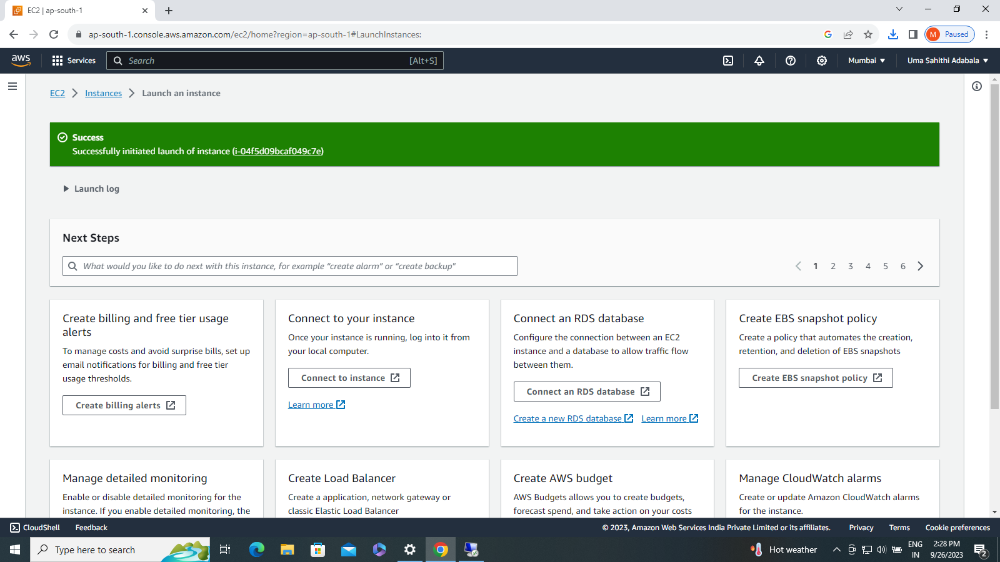 EC2 | ap-south-1
ap-south-1.console.aws.amazon.com/ec2/home?region=ap-south-1#LaunchInstances:
M Paused
aws
Services
Search
[Alt+S]
Mumbai
Uma Sahithi Adabala
EC2
Instances
Launch an instance
Success
Successfully initiated launch of instance (i-04f5d09bcaf049c7e)
Launch log
Next Steps
What would you like to do next with this instance, for example “create alarm” or “create backup”
1 2 3 4 5 6
Create billing and free tier usage
alerts
To manage costs and avoid surprise bills, set up
email notifications for billing and free tier
usage thresholds.
Create billing alerts
Connect to your instance
Once your instance is running, log into it from
your local computer.
Connect to instance
Learn more
Connect an RDS database
Configure the connection between an EC2
instance and a database to allow traffic flow
between them.
Connect an RDS database
Create a new RDS database
Learn more
Create EBS snapshot policy
Create a policy that automates the creation,
retention, and deletion of EBS snapshots
Create EBS snapshot policy
Manage detailed monitoring
Enable or disable detailed monitoring for the
instance. If you enable detailed monitoring, the
Create Load Balancer
Create a application, network gateway or
classic Elastic Load Balancer
Create AWS budget
AWS Budgets allows you to create budgets,
forecast spend, and take action on your costs
Manage CloudWatch alarms
Create or update Amazon CloudWatch alarms
for the instance.
CloudShell
Feedback
© 2023, Amazon Web Services India Private Limited or its affiliates.
Privacy
Terms
Cookie preferences
Type here to search
Hot weather
ENG
IN
2:28 PM
9/26/2023
2